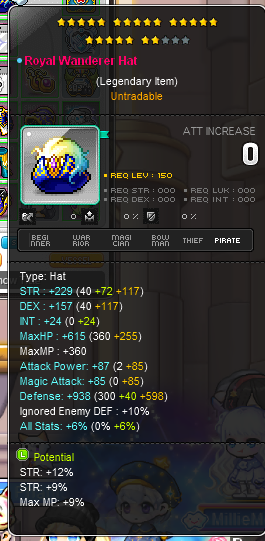 Royal Wanderer Hat
(Legendary Item)
Untradable
ATT INCREASE
0
REQ LEV : 150
REQ STR : 000 REQ LUK : 000
REQ DEX : 000 REQ INT : 000
0 0 % 0 %
BEGINNER WARRIOR MAGICIAN BOWMAN THIEF PIRATE
Type: Hat
STR : +229 (40 +72 +117)
DEX : +157 (40 +117)
INT : +24 (0 +24)
MaxHP : +615 (360 +255)
MaxMP : +360
Attack Power: +87 (2 +85)
Magic Attack: +85 (0 +85)
Defense: +938 (300 +40 +598)
Ignored Enemy DEF : +10%
All Stats: +6% (0% +6%)
Potential
STR: +12%
STR: +9%
Max MP: +9%
MillieM